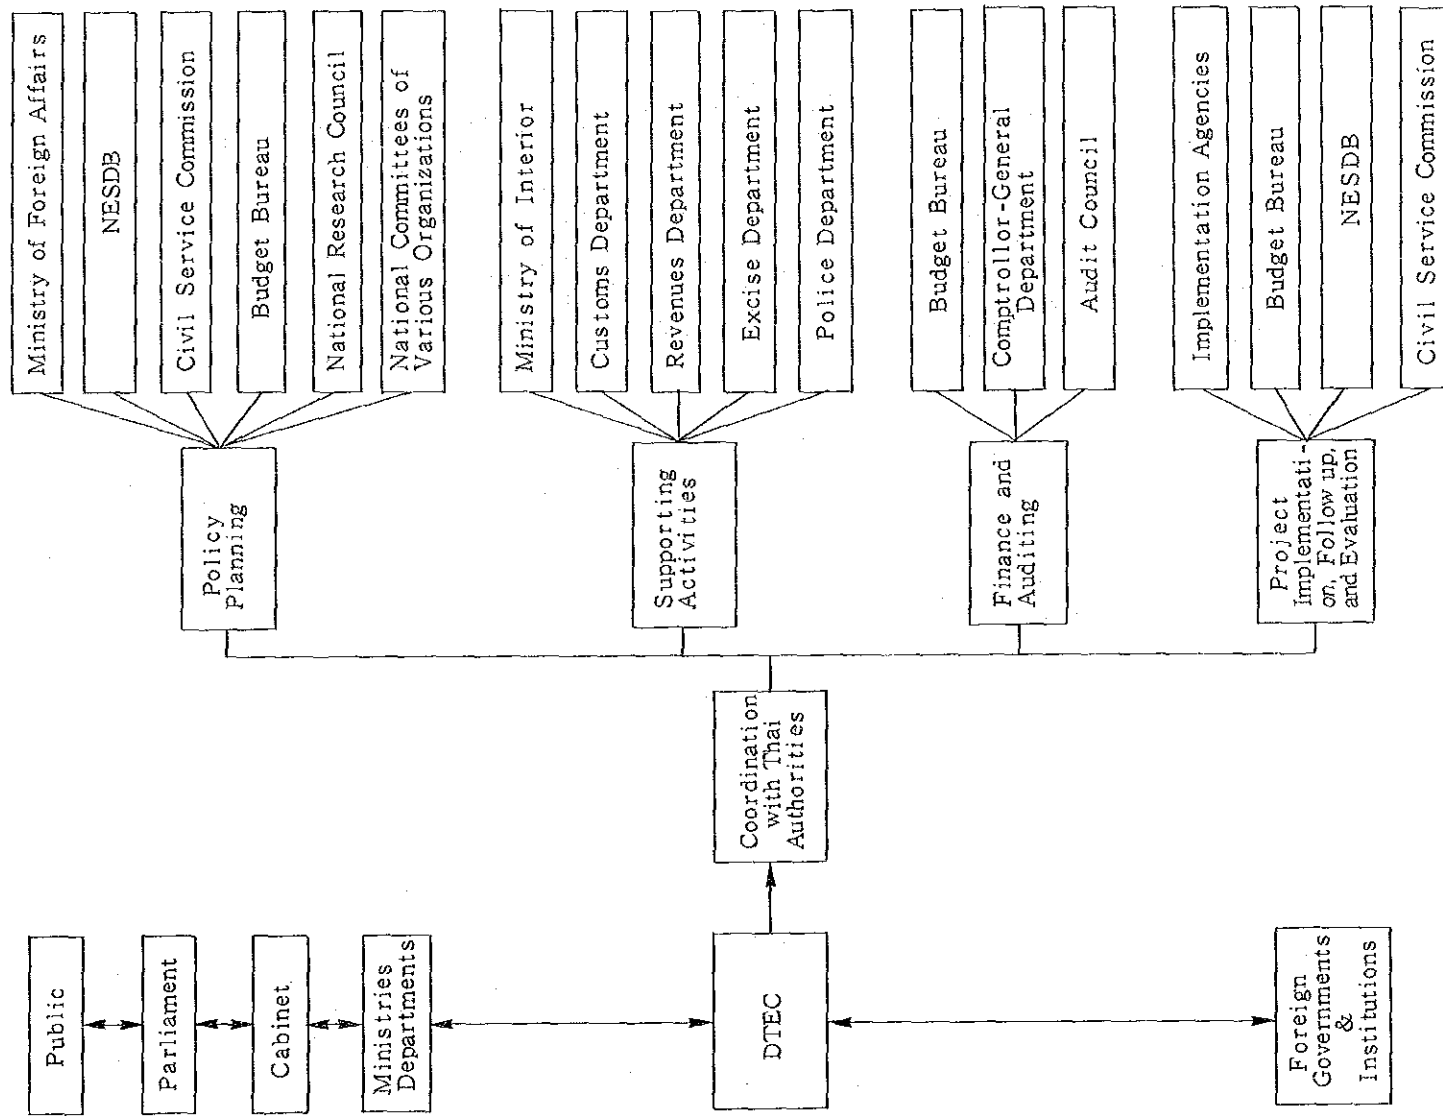 Public
Parliament
Cabinet
Ministries
Departments
DTEC
Foreign
Governments
&
Institutions
Coordination
with Thai
Authorities
Policy
Planning
Supporting
Activities
Finance and
Auditing
Project
Implementati-
on, Follow up,
and Evaluation
Ministry of Foreign Affairs
NESDB
Civil Service Commission
Budget Bureau
National Research Council
National Committees of
Various Organizations
Ministry of Interior
Customs Department
Revenues Department
Excise Department
Police Department
Budget Bureau
Comptrollor-General
Department
Audit Council
Implementation Agencies
Budget Bureau
NESDB
Civil Service Commission